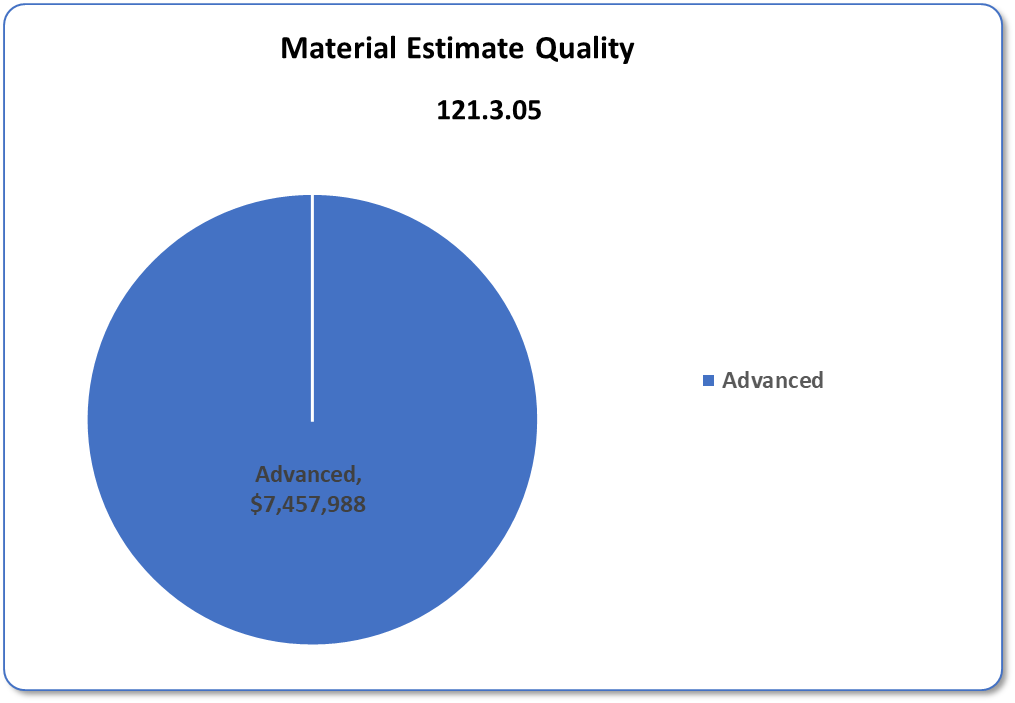 Material Estimate Quality
121.3.05
Advanced
Advanced,
$7,457,988